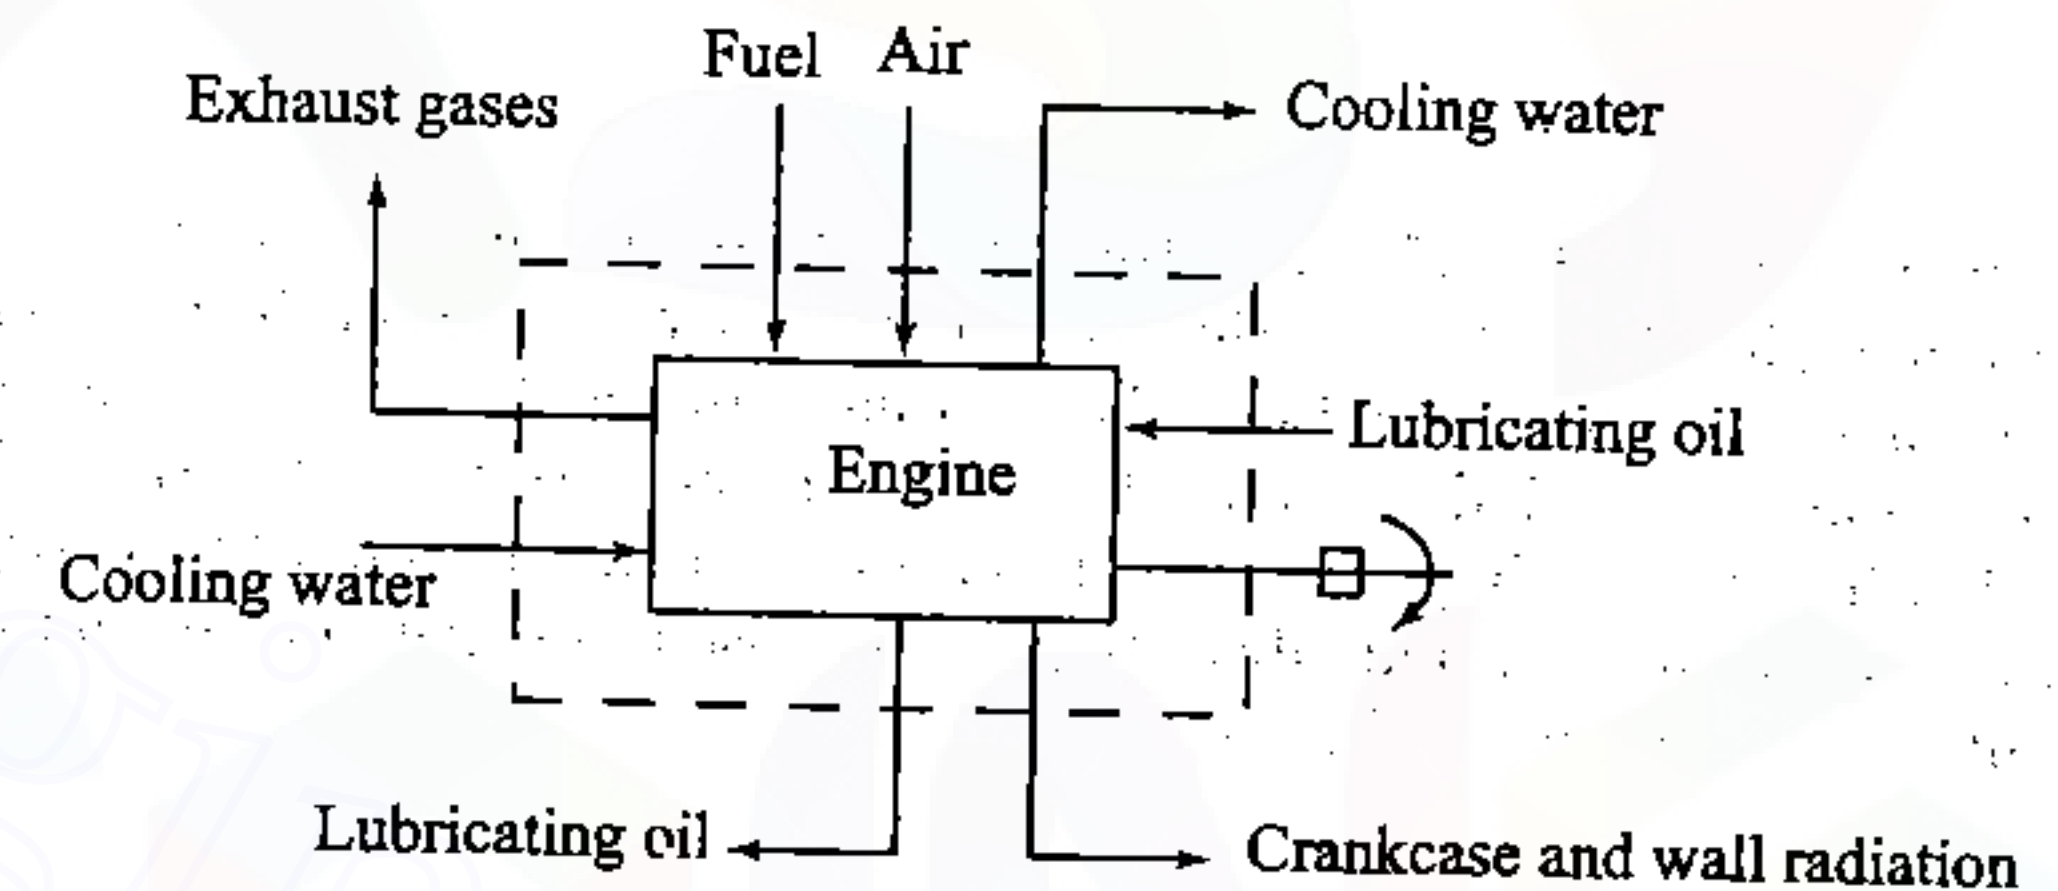 Fuel Air
Exhaust gases
Cooling water
Lubricating oil
Engine
Cooling water
Lubricating oil
Crankcase and wall radiation